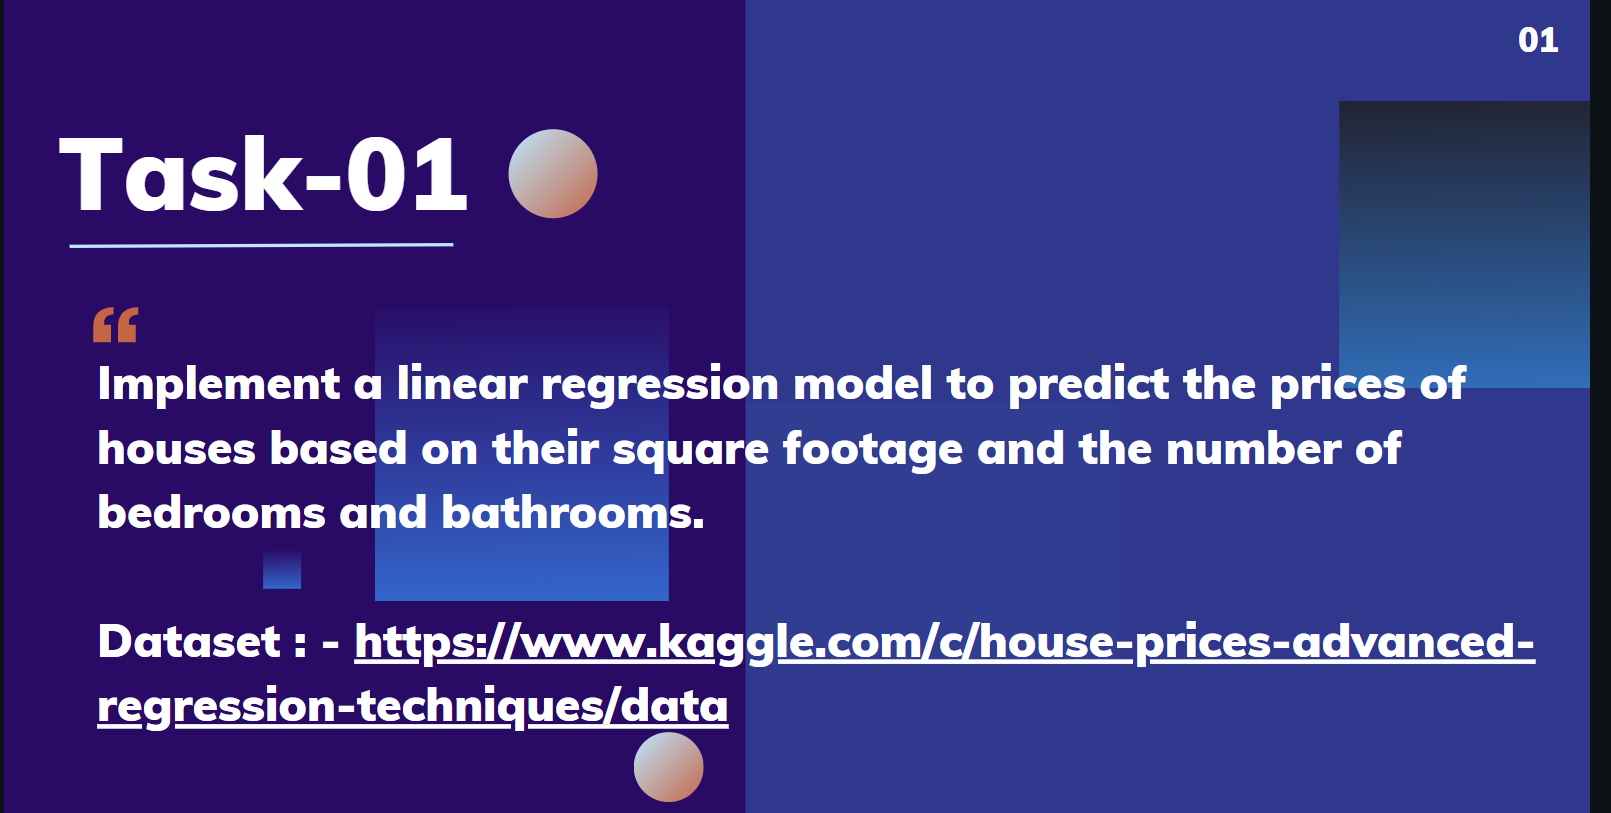 01
Task-01
“
Implement a linear regression model to predict the prices of
houses based on their square footage and the number of
bedrooms and bathrooms.
Dataset : - https://www.kaggle.com/c/house-prices-advanced-
regression-techniques/data